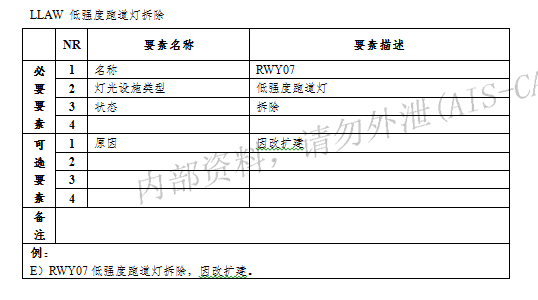 LLAW 低强度跑道灯拆除
NR 要素名称 要素描述
必要要素
1 名称 RWY07
2 灯光设施类型 低强度跑道灯
3 状态 拆除
4
可选要素
1 原因 因改扩建
2
3
4
备注
例：
E）RWY07 低强度跑道灯拆除，因改扩建。
内部资料，请勿外泄(AIS-CA